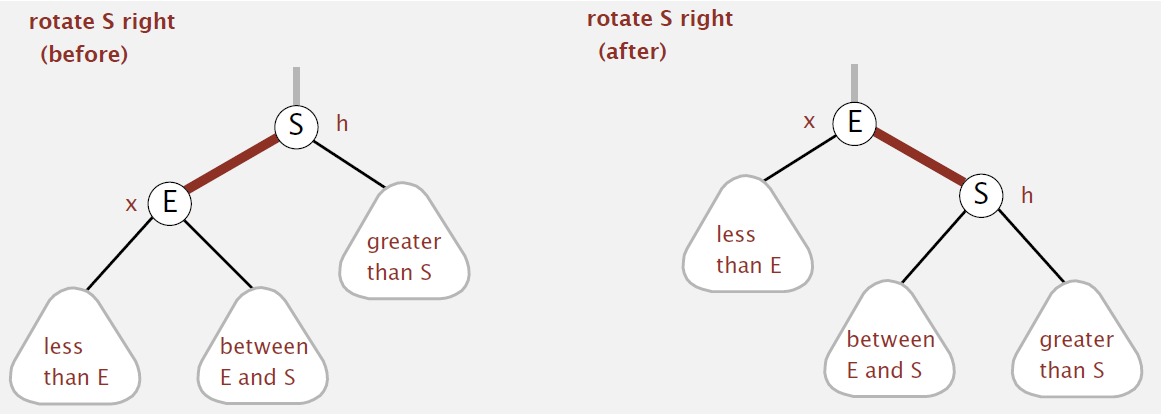 rotate S right
(before)
S
h
x
E
greater
than S
less
than E
between
E and S
rotate S right
(after)
x
E
S
h
less
than E
between
E and S
greater
than S